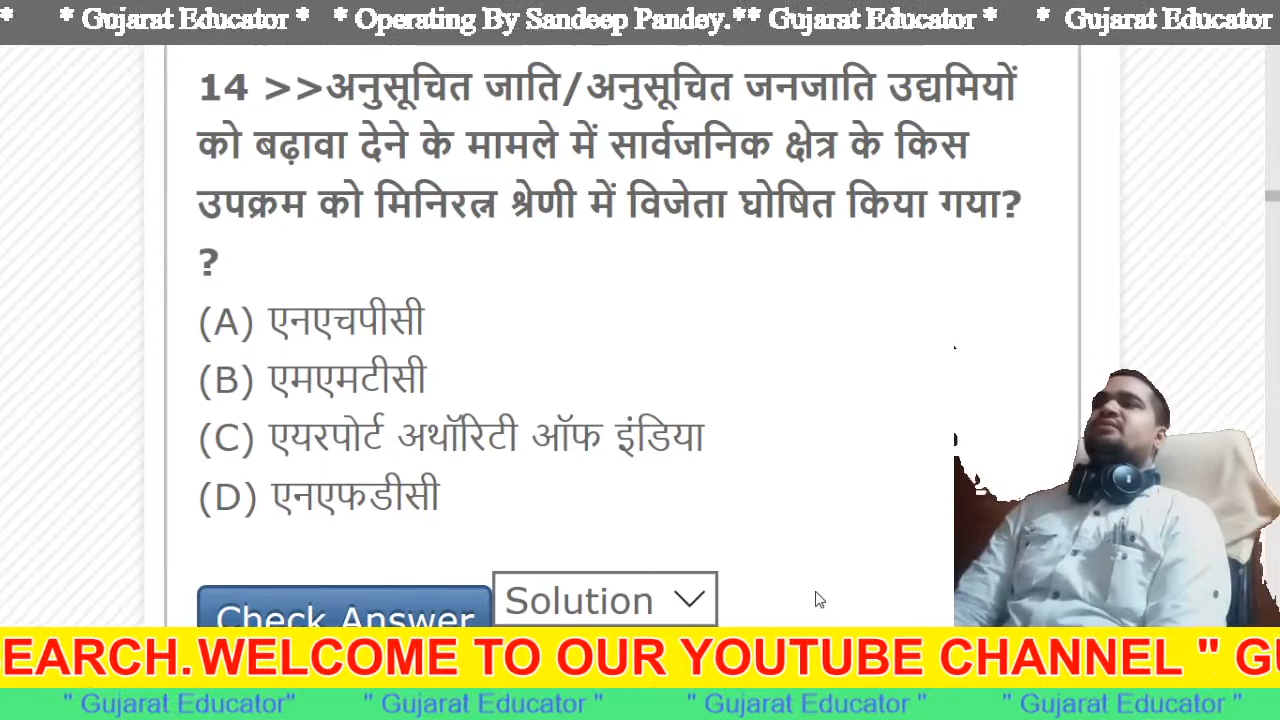 *      * Gujarat Educator *   * Operating By Sandeep Pandey.** Gujarat Educator *      *  Gujarat Educator
14 >>अनुसूचित जाति/अनुसूचित जनजाति उद्यमियों
को बढ़ावा देने के मामले में सार्वजनिक क्षेत्र के किस
उपक्रम को मिनिरत्न श्रेणी में विजेता घोषित किया गया?
?
(A) एनएचपीसी
(B) एमएमटीसी
(C) एयरपोर्ट अथॉरिटी ऑफ इंडिया
(D) एनएफडीसी
Check Answer Solution
EARCH.WELCOME TO OUR YOUTUBE CHANNEL " GU
" Gujarat Educator"   " Gujarat Educator "   " Gujarat Educator "   " Gujarat Educator "